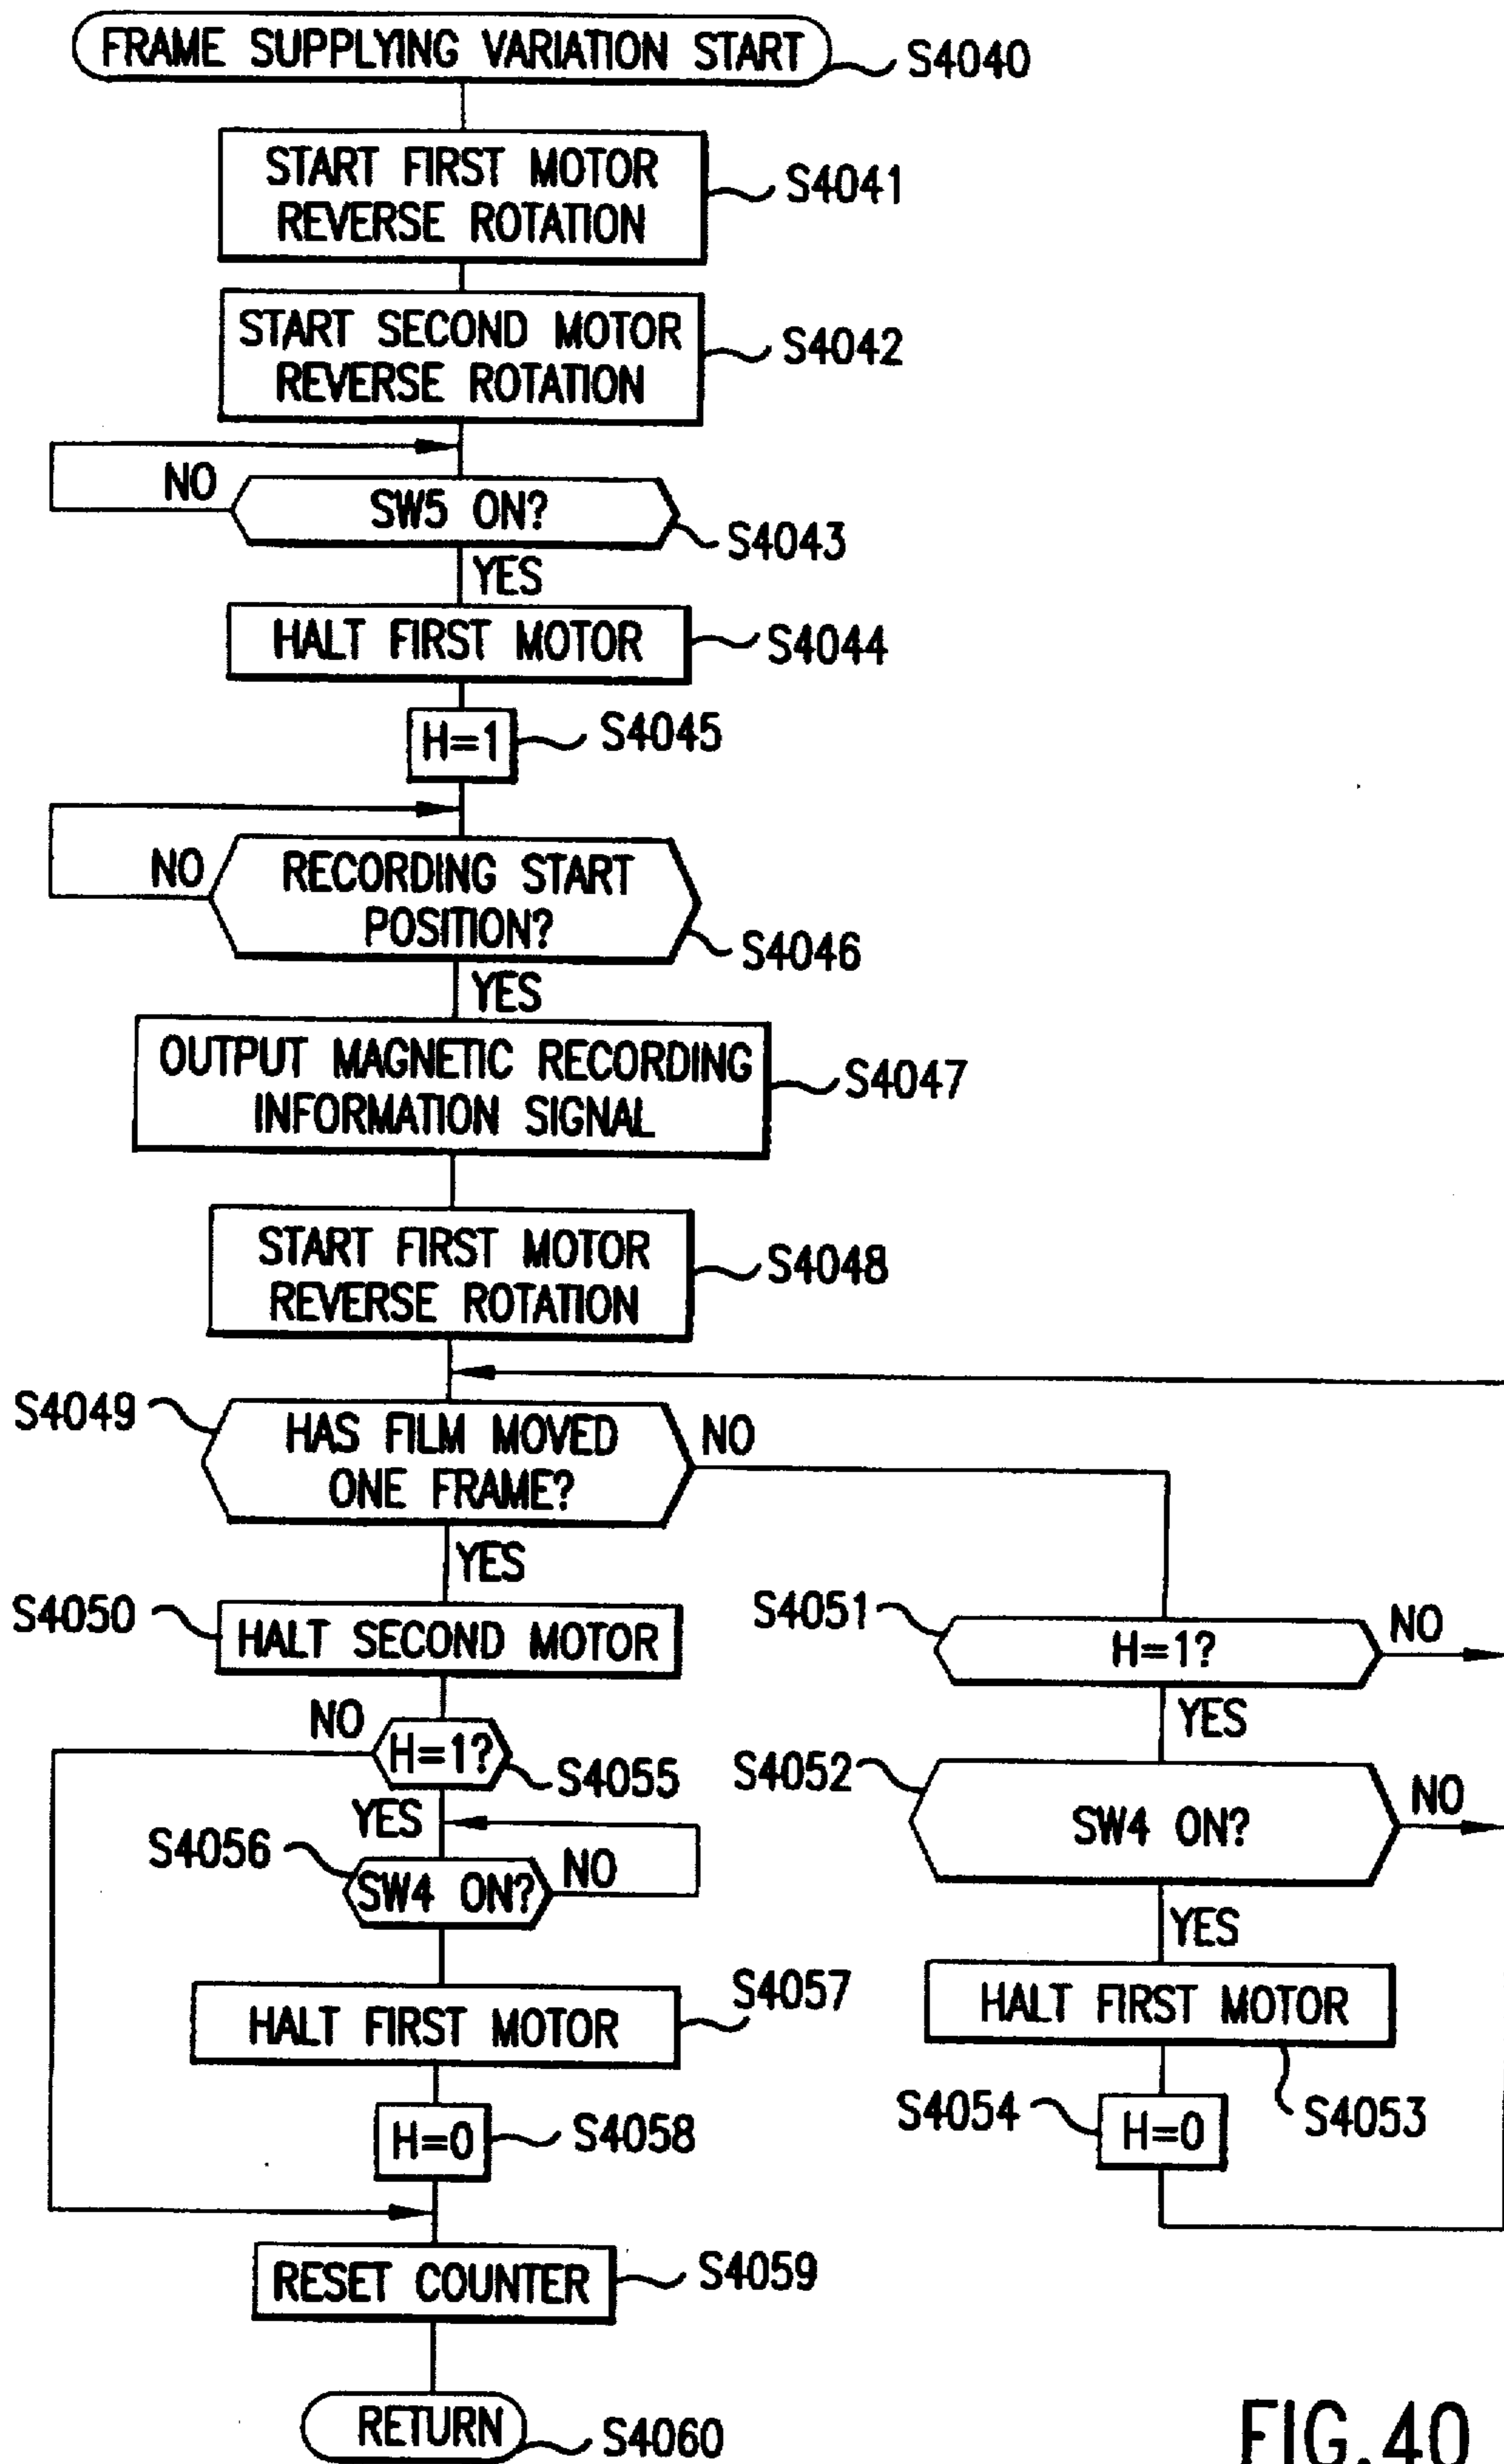 FRAME SUPPLYING VARIATION START
S4040
START FIRST MOTOR
REVERSE ROTATION
S4041
START SECOND MOTOR
REVERSE ROTATION
S4042
NO
SW5 ON?
S4043
YES
HALT FIRST MOTOR
S4044
H=1
S4045
NO
RECORDING START
POSITION?
S4046
YES
OUTPUT MAGNETIC RECORDING
INFORMATION SIGNAL
S4047
START FIRST MOTOR
REVERSE ROTATION
S4048
S4049
HAS FILM MOVED
ONE FRAME?
NO
YES
S4050
HALT SECOND MOTOR
NO
H=1?
S4055
YES
S4056
SW4 ON?
NO
S4057
HALT FIRST MOTOR
H=0
S4058
RESET COUNTER
S4059
RETURN
S4060
S4051
H=1?
NO
YES
S4052
SW4 ON?
NO
YES
HALT FIRST MOTOR
S4053
S4054
H=0
FIG.40